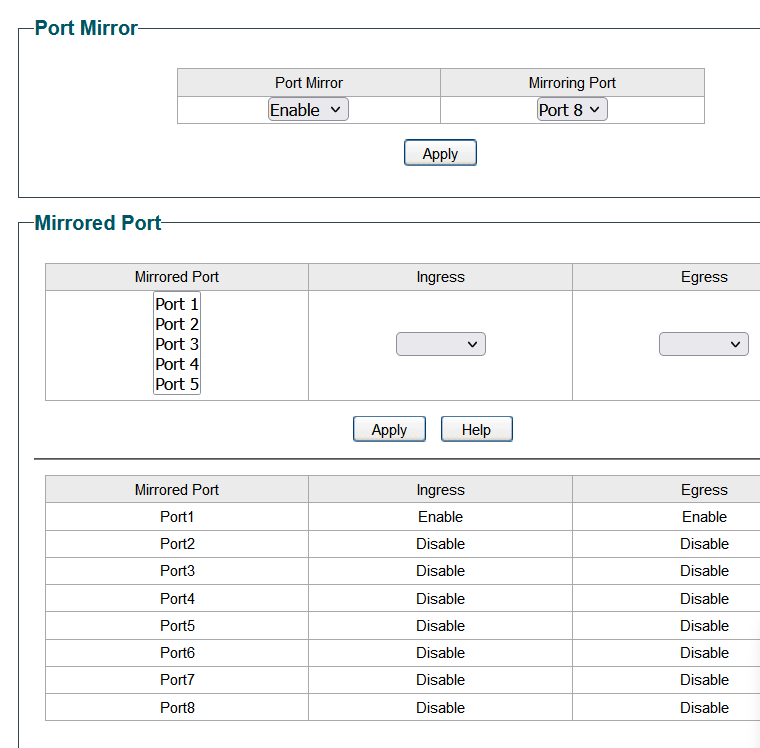 Port Mirror
Port Mirror Mirroring Port
Enable Port 8
Apply
Mirrored Port
Mirrored Port Ingress Egress
Port 1
Port 2
Port 3
Port 4
Port 5
Apply Help
Mirrored Port Ingress Egress
Port1 Enable Enable
Port2 Disable Disable
Port3 Disable Disable
Port4 Disable Disable
Port5 Disable Disable
Port6 Disable Disable
Port7 Disable Disable
Port8 Disable Disable